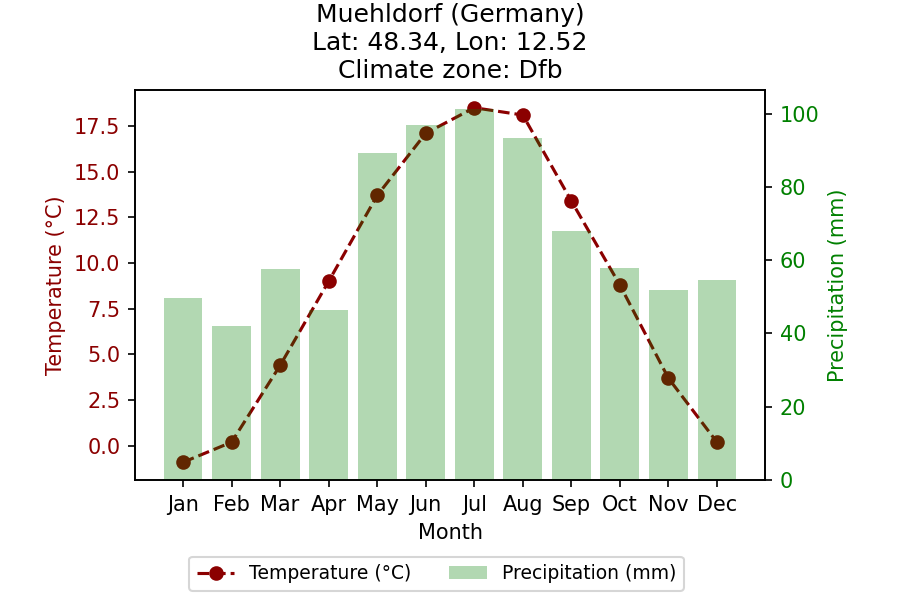 Muehldorf (Germany)
Lat: 48.34, Lon: 12.52
Climate zone: Dfb
Temperature (°C)
17.5
15.0
12.5
10.0
7.5
5.0
2.5
0.0
100
80
60
40
20
0
Precipitation (mm)
Jan Feb Mar Apr May Jun Jul Aug Sep Oct Nov Dec
Month
Temperature (°C) Precipitation (mm)